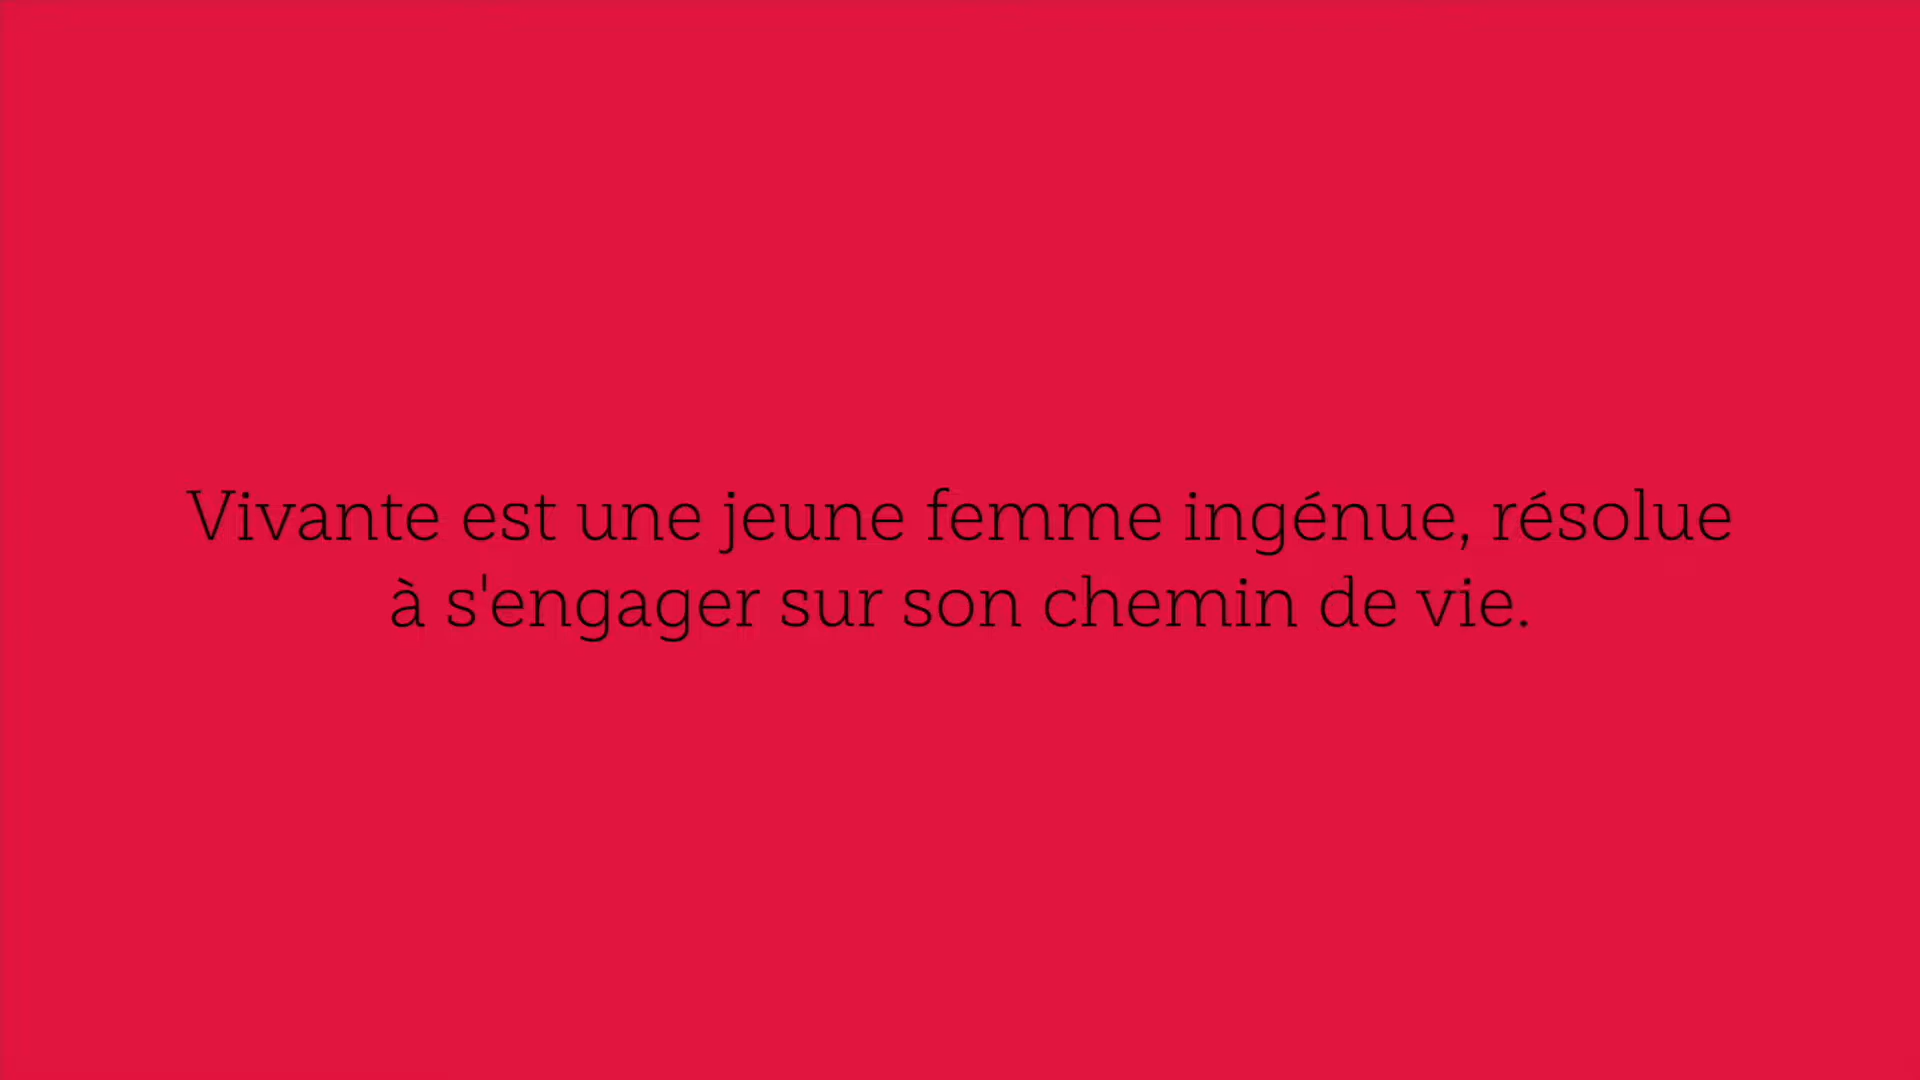 Vivante est une jeune femme ingénue, résolue
à s'engager sur son chemin de vie.